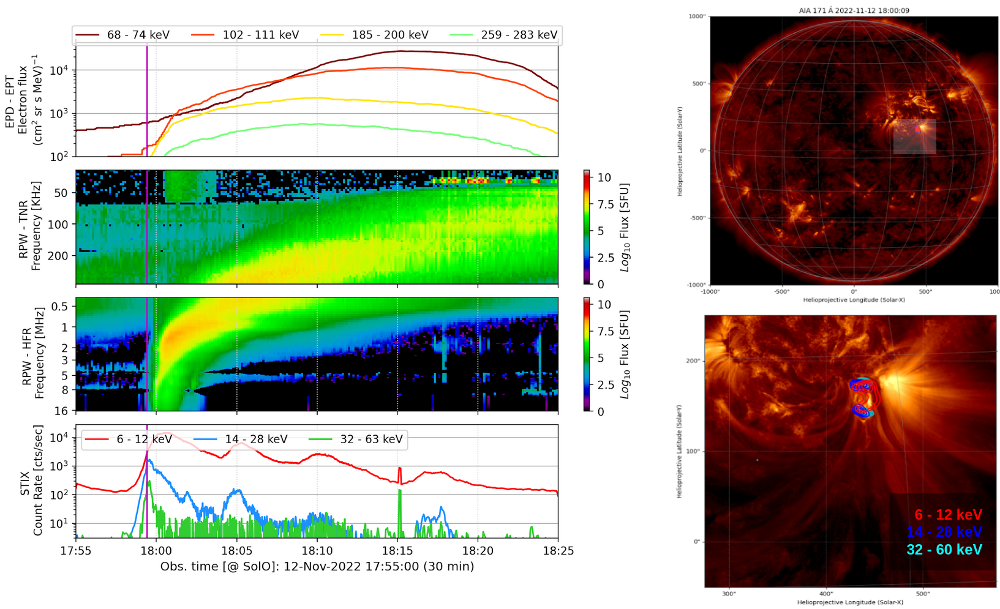 68 - 74 keV
102 - 111 keV
185 - 200 keV
259 - 283 keV
EPD - EPT
Electron flux
(cm² sr s MeV)⁻¹
10⁴
10³
10²
RPW - TNR
Frequency [KHz]
50
100
200
10
7.5
5
2.5
0
Log₁₀ Flux [SFU]
RPW - HFR
Frequency [MHz]
0.5
1
2
3
5
8
16
10
7.5
5
2.5
0
Log₁₀ Flux [SFU]
STIX
Count Rate [cts/sec]
10⁴
10³
10²
10¹
6 - 12 keV
14 - 28 keV
32 - 63 keV
17:55
18:00
18:05
18:10
18:15
18:20
18:25
Obs. time [@ SolO]: 12-Nov-2022 17:55:00 (30 min)
AIA 171 Å 2022-11-12 18:00:09
Helioprojective Latitude (Solar-Y)
1000"
500"
0"
-500"
-1000"
-1000"
-500"
0"
500"
100
Helioprojective Longitude (Solar-X)
Helioprojective Latitude (Solar-Y)
200"
100"
0"
6 - 12 keV
14 - 28 keV
32 - 60 keV
300"
400"
500"
Helioprojective Longitude (Solar-X)